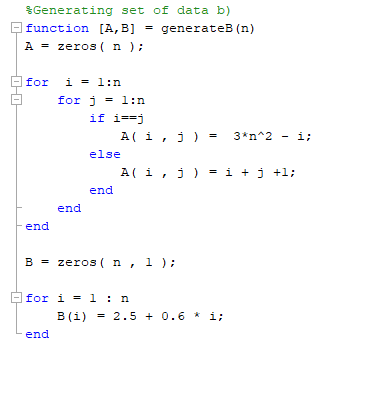 %Generating set of data b)
function [A,B] = generateB(n)
A = zeros( n );
for  i = 1:n
    for j = 1:n
        if i==j
            A( i , j ) =  3*n^2 - i;
        else
            A( i , j ) = i + j +1;
        end
    end
end
B = zeros( n , 1 );
for i = 1 : n
    B(i) = 2.5 + 0.6 * i;
end